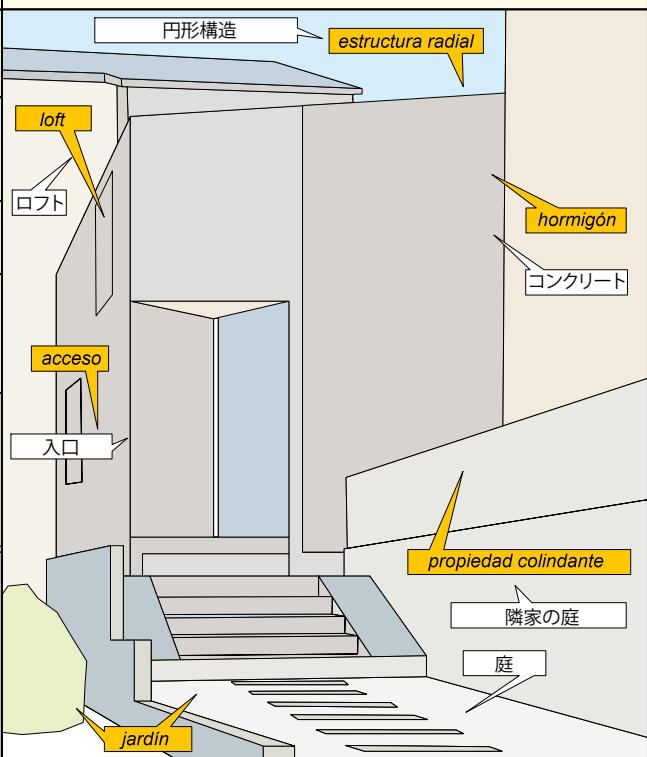 円形構造
estructura radial
loft
ロフト
hormigón
コンクリート
acceso
入口
propiedad colindante
隣家の庭
庭
jardín